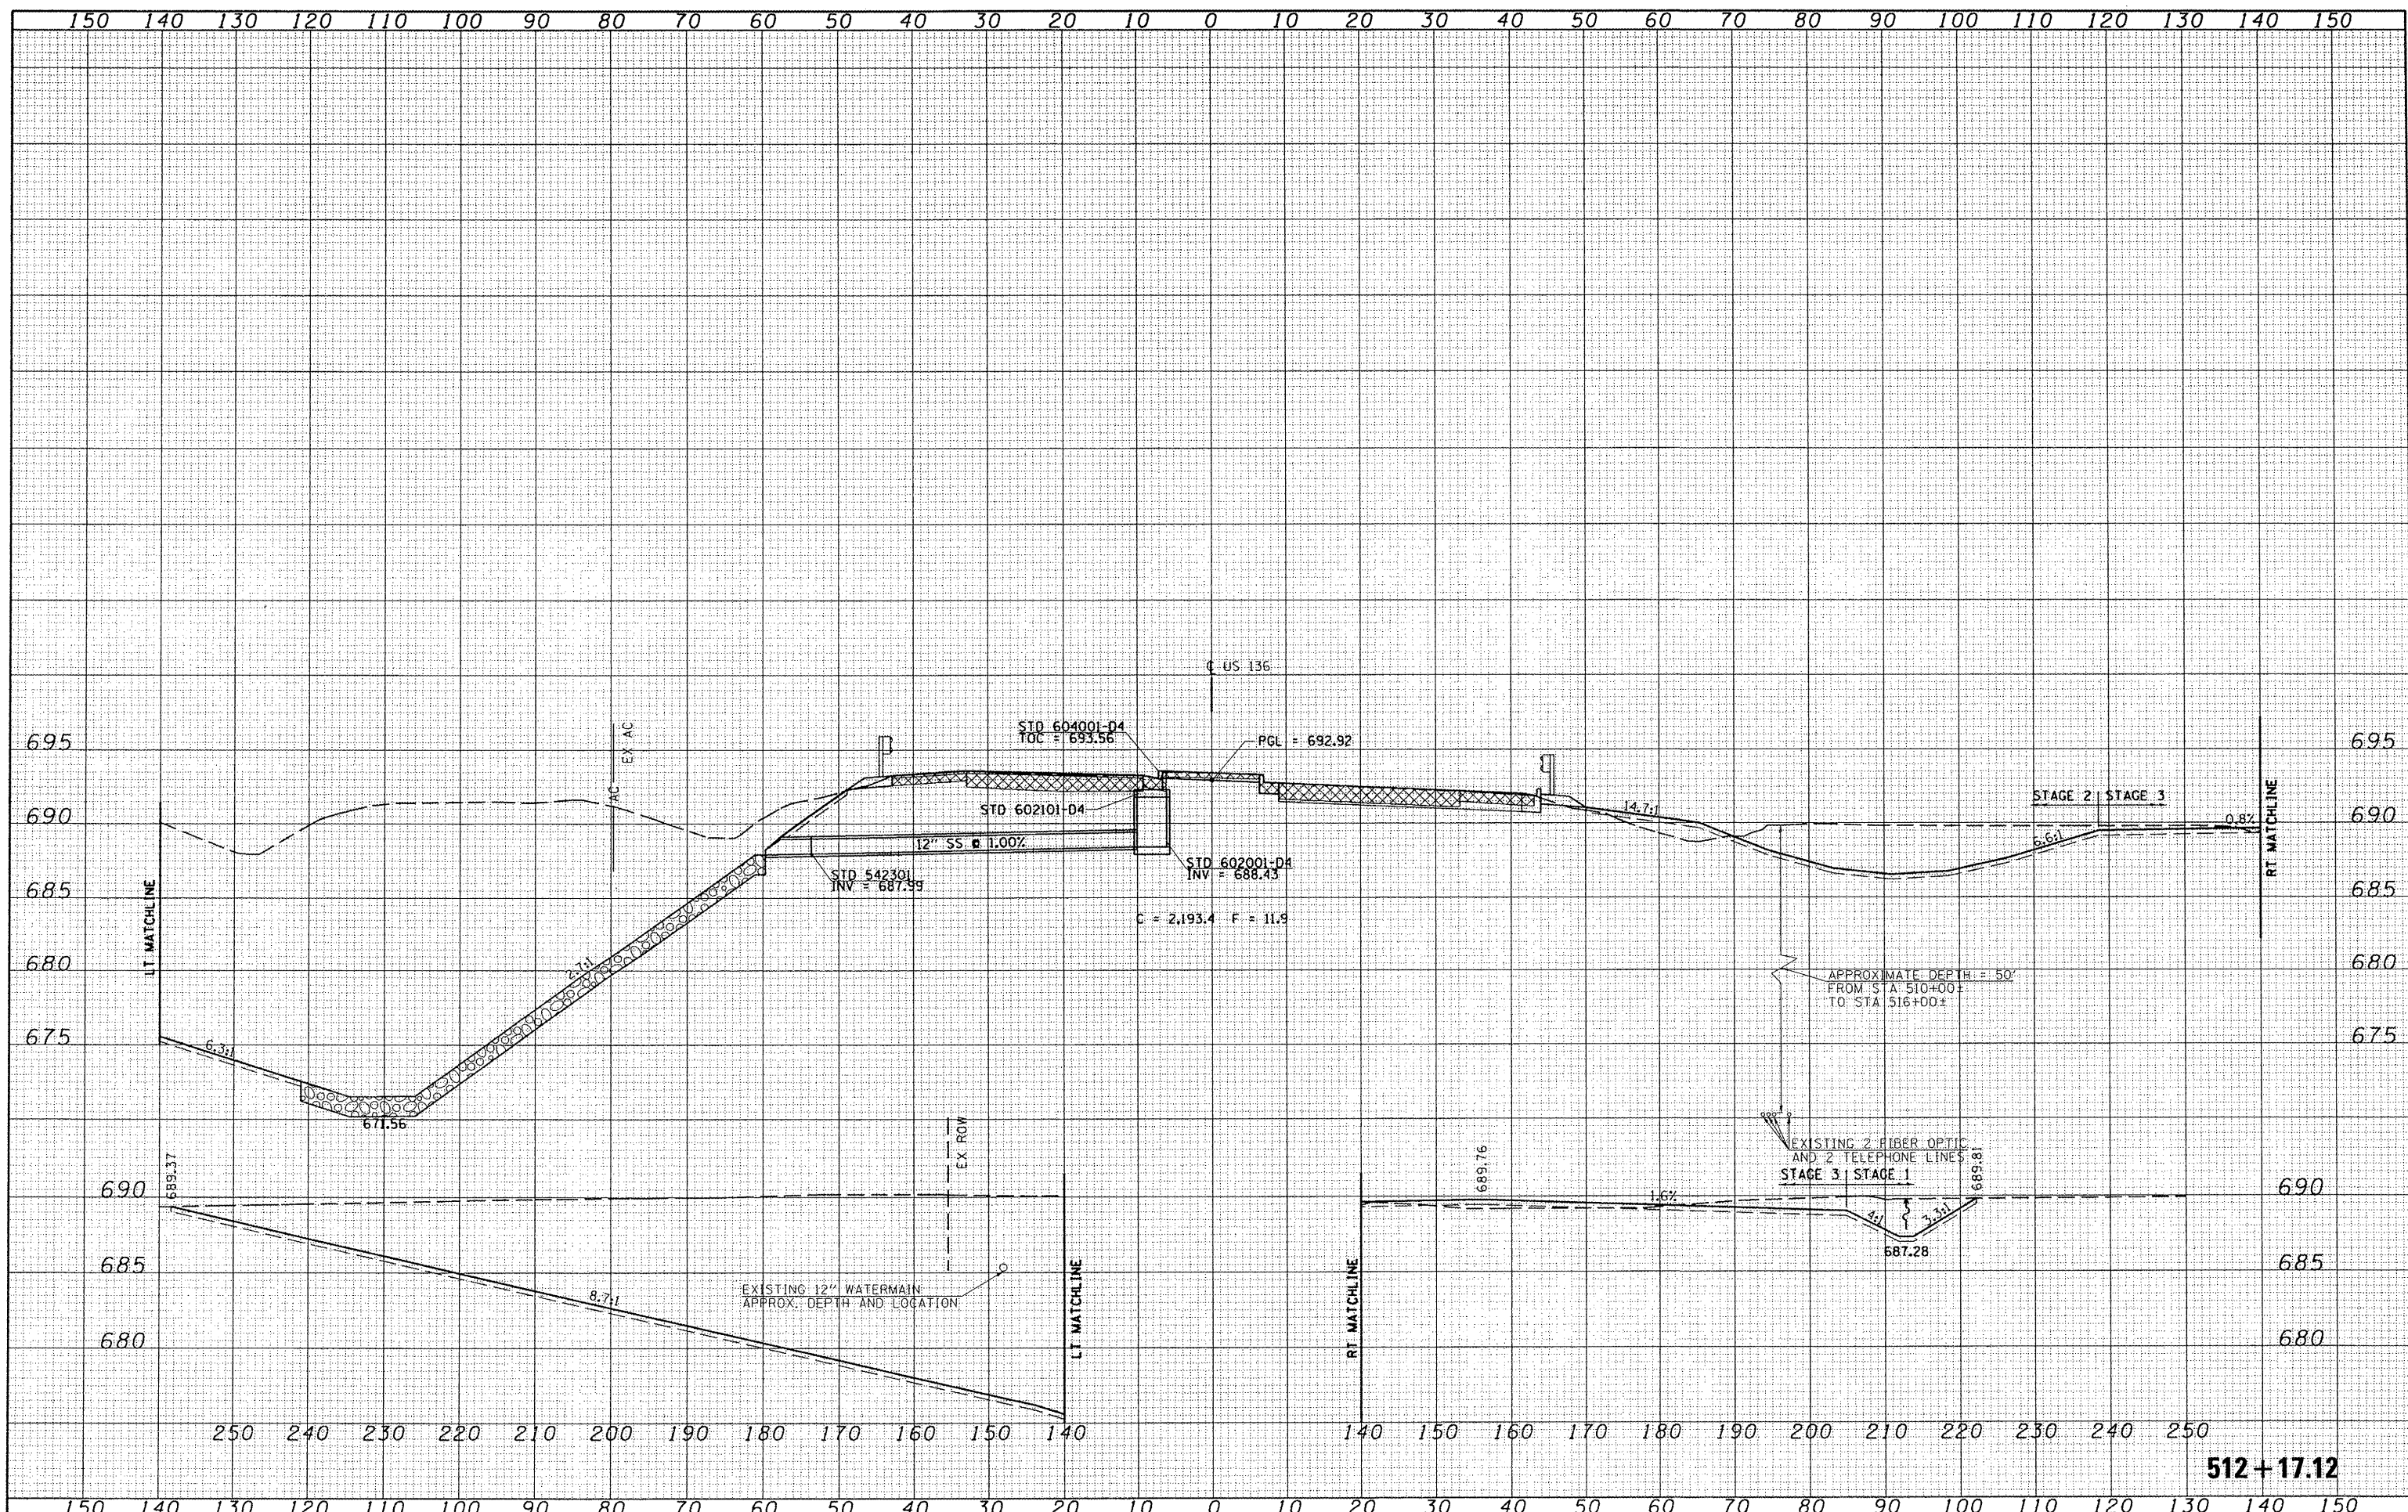 150 140 130 120 110 100 90 80 70 60 50 40 30 20 10 0 10 20 30 40 50 60 70 80 90 100 110 120 130 140 150
℄ US 136
EX AC
AC
STD 604001-D4
TOC = 693.56
PGL = 692.92
695 695
STD 602101-D4
14.7:1
STAGE 2 STAGE 3
0.8%
690 690
12" SS @ 1.00%
6.6:1
STD 542301
INV = 687.99
STD 602001-D4
INV = 688.43
LT MATCHLINE
RT MATCHLINE
685 685
C = 2,193.4 F = 11.9
2.7:1
680 680
APPROXIMATE DEPTH = 50'
FROM STA 510+00±
TO STA 516+00±
675 675
6.3:1
671.56
EX ROW
EXISTING 2 FIBER OPTIC
AND 2 TELEPHONE LINES
689.37
689.76
STAGE 3 STAGE 1
689.81
690 690
1.6%
4:1
3.3:1
687.28
685 685
EXISTING 12" WATERMAIN
APPROX. DEPTH AND LOCATION
8.7:1
LT MATCHLINE
RT MATCHLINE
680 680
250 240 230 220 210 200 190 180 170 160 150 140 140 150 160 170 180 190 200 210 220 230 240 250
512+17.12
150 140 130 120 110 100 90 80 70 60 50 40 30 20 10 0 10 20 30 40 50 60 70 80 90 100 110 120 130 140 150